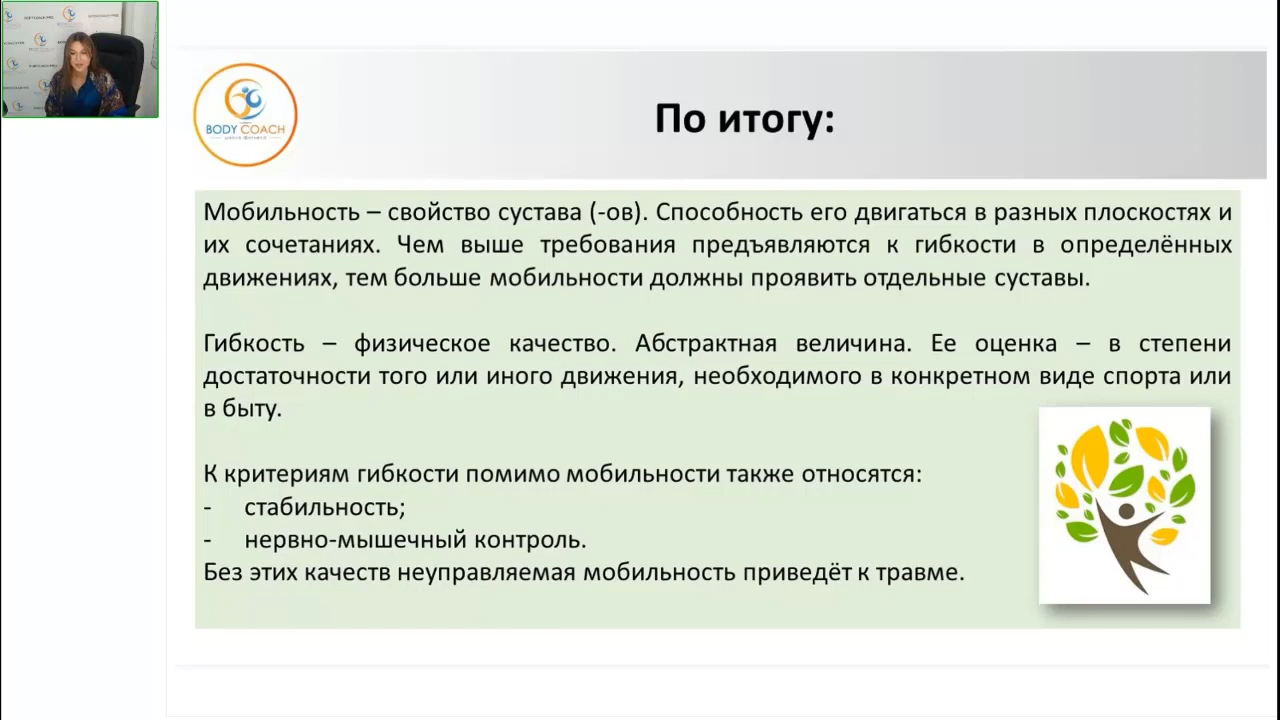 BODY COACH
По итогу:
Мобильность – свойство сустава (-ов). Способность его двигаться в разных плоскостях и
их сочетаниях. Чем выше требования предъявляются к гибкости в определённых
движениях, тем больше мобильности должны проявить отдельные суставы.
Гибкость – физическое качество. Абстрактная величина. Ее оценка – в степени
достаточности того или иного движения, необходимого в конкретном виде спорта или
в быту.
К критериям гибкости помимо мобильности также относятся:
- стабильность;
- нервно-мышечный контроль.
Без этих качеств неуправляемая мобильность приведёт к травме.